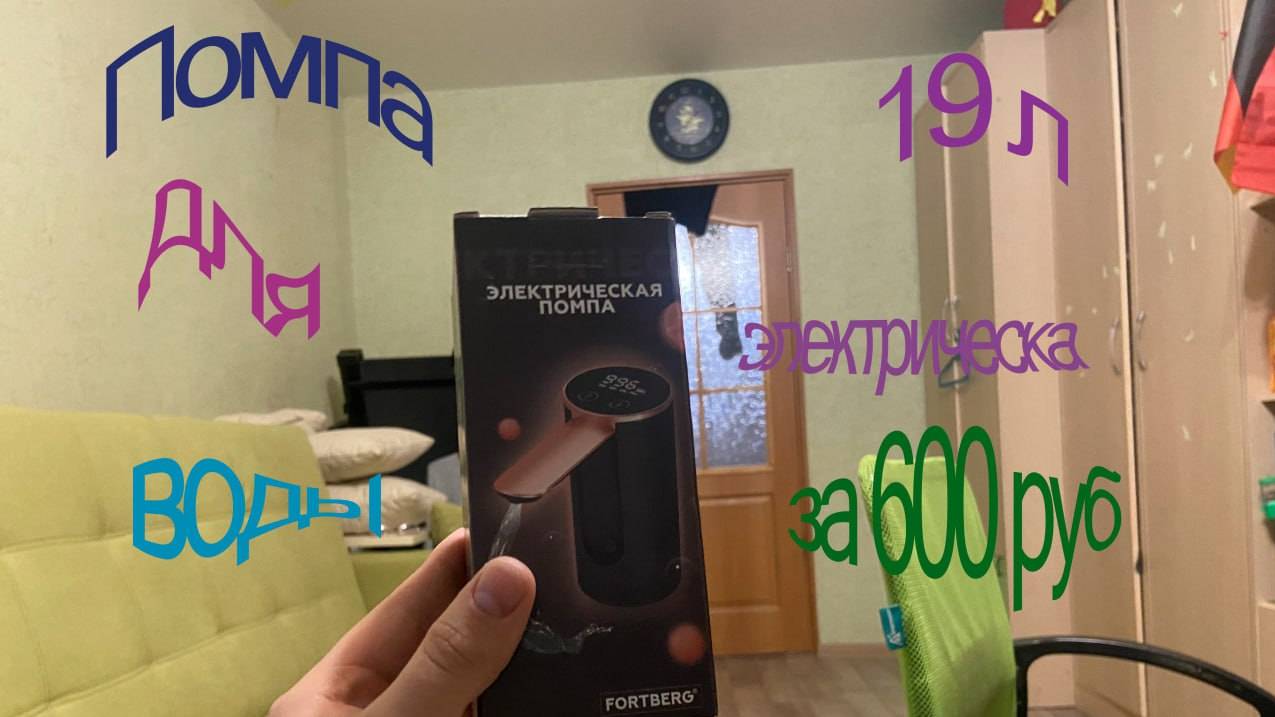 Помпа
для
воды
19 л
электрическа
за 600 руб
ЭЛЕКТРИЧЕСКАЯ
ПОМПА
FORTBERG